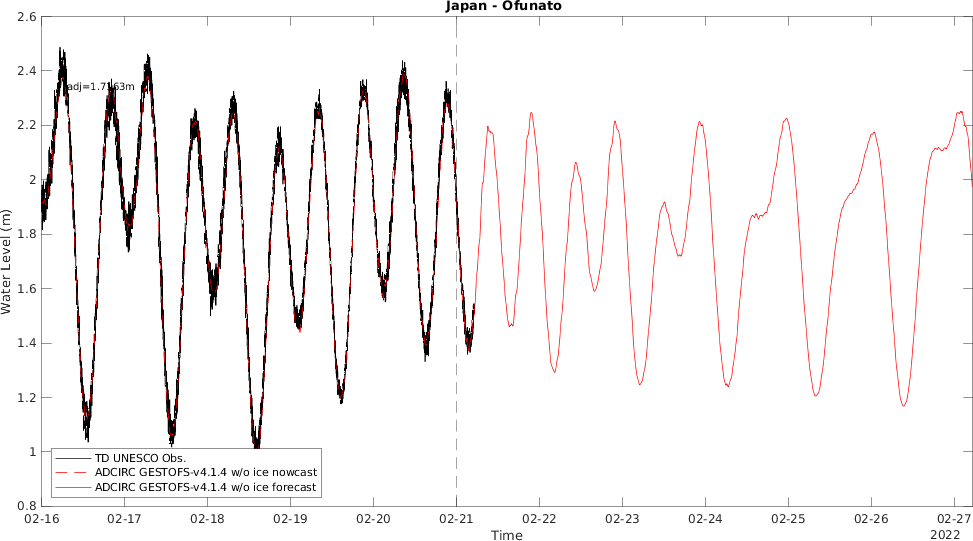 Japan - Ofunato
2.6
2.4
2.2
2
1.8
1.6
1.4
1.2
1
0.8
Water Level (m)
TD UNESCO Obs.
ADCIRC GESTOFS-v4.1.4 w/o ice nowcast
ADCIRC GESTOFS-v4.1.4 w/o ice forecast
02-16 02-17 02-18 02-19 02-20 02-21 02-22 02-23 02-24 02-25 02-26 02-27
Time
2022